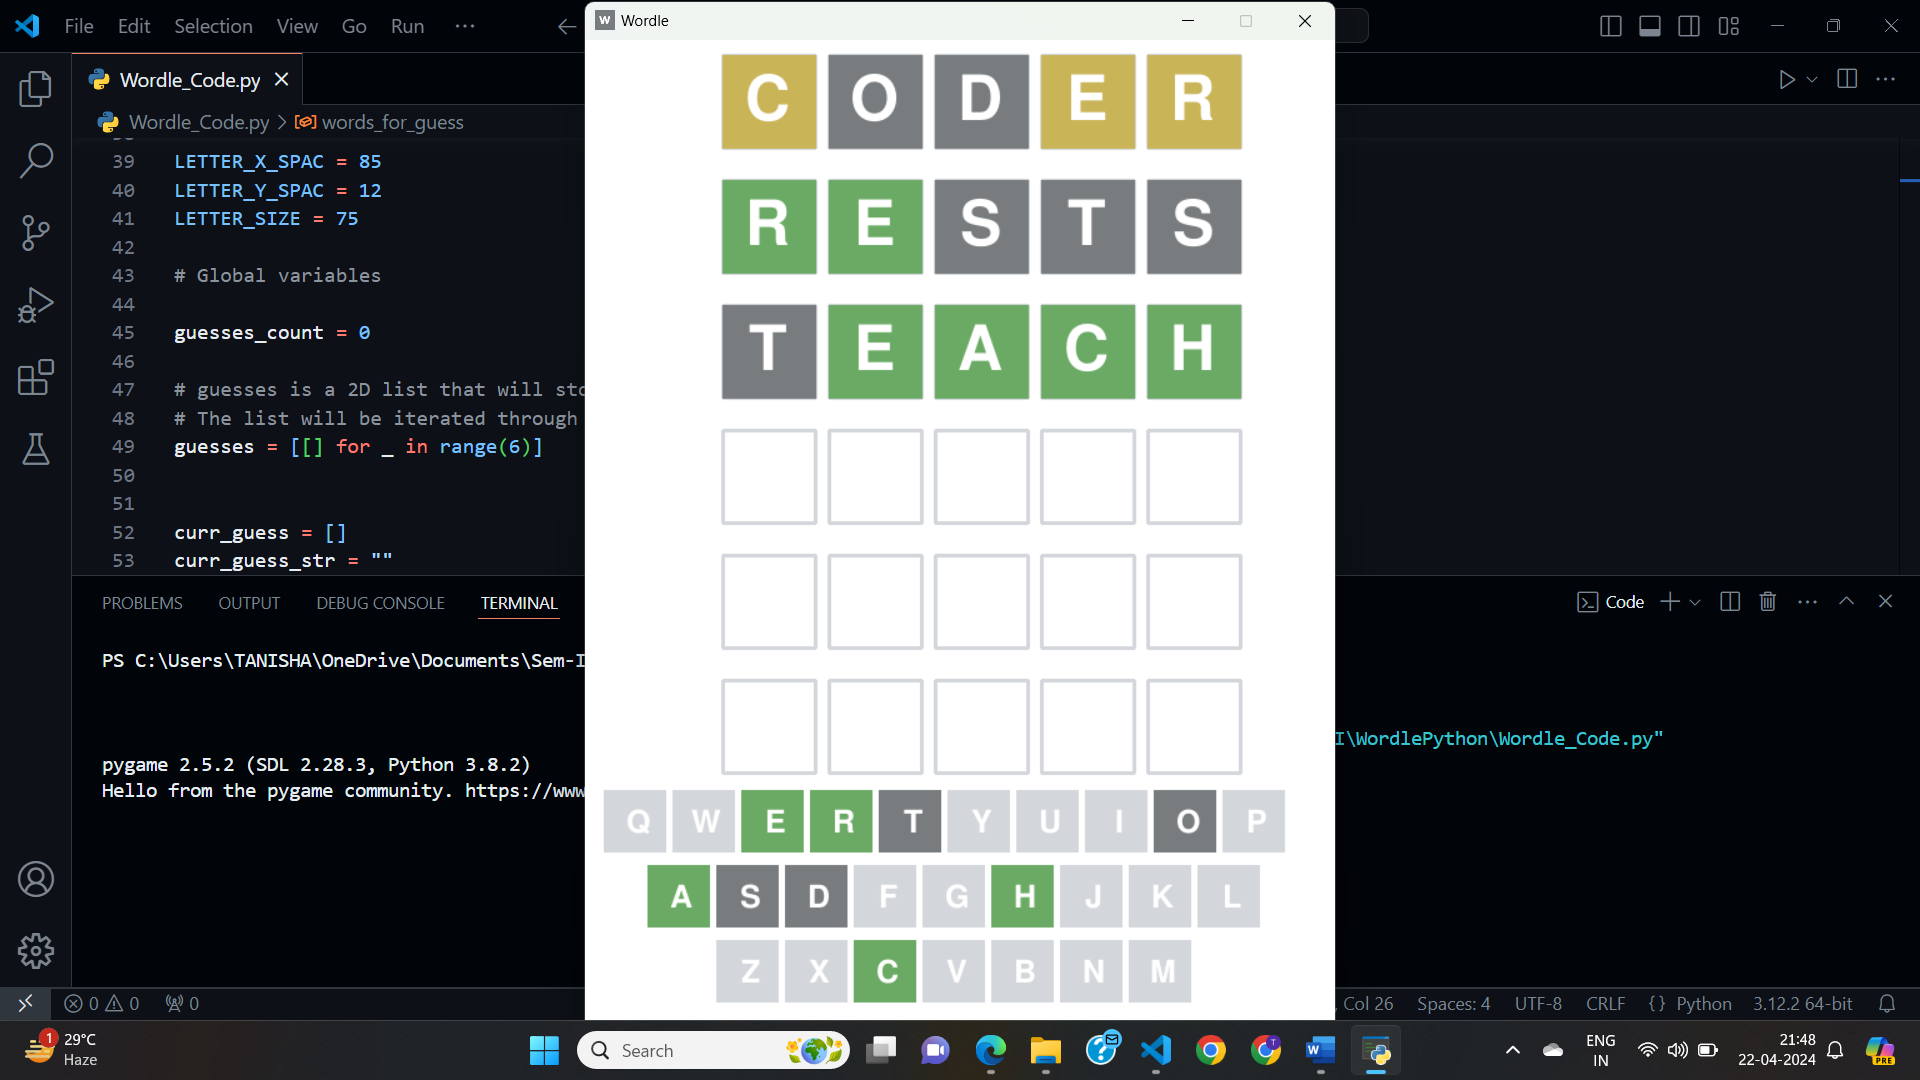 File Edit Selection View Go Run ···
Wordle_Code.py
Wordle_Code.py > words_for_guess
39 LETTER_X_SPAC = 85
40 LETTER_Y_SPAC = 12
41 LETTER_SIZE = 75
42
43 # Global variables
44
45 guesses_count = 0
46
47 # guesses is a 2D list that will sto
48 # The list will be iterated through
49 guesses = [[] for _ in range(6)]
50
51
52 curr_guess = []
53 curr_guess_str = ""
PROBLEMS OUTPUT DEBUG CONSOLE TERMINAL
Code
PS C:\Users\TANISHA\OneDrive\Documents\Sem-I
I\WordlePython\Wordle_Code.py"
pygame 2.5.2 (SDL 2.28.3, Python 3.8.2)
Hello from the pygame community. https://www
W Wordle
C O D E R
R E S T S
T E A C H
Q W E R T Y U I O P
A S D F G H J K L
Z X C V B N M
0 0 0
, Col 26 Spaces: 4 UTF-8 CRLF {} Python 3.12.2 64-bit
1
29°C
Haze
Search
T
W
ENG
IN
21:48
22-04-2024
PRE